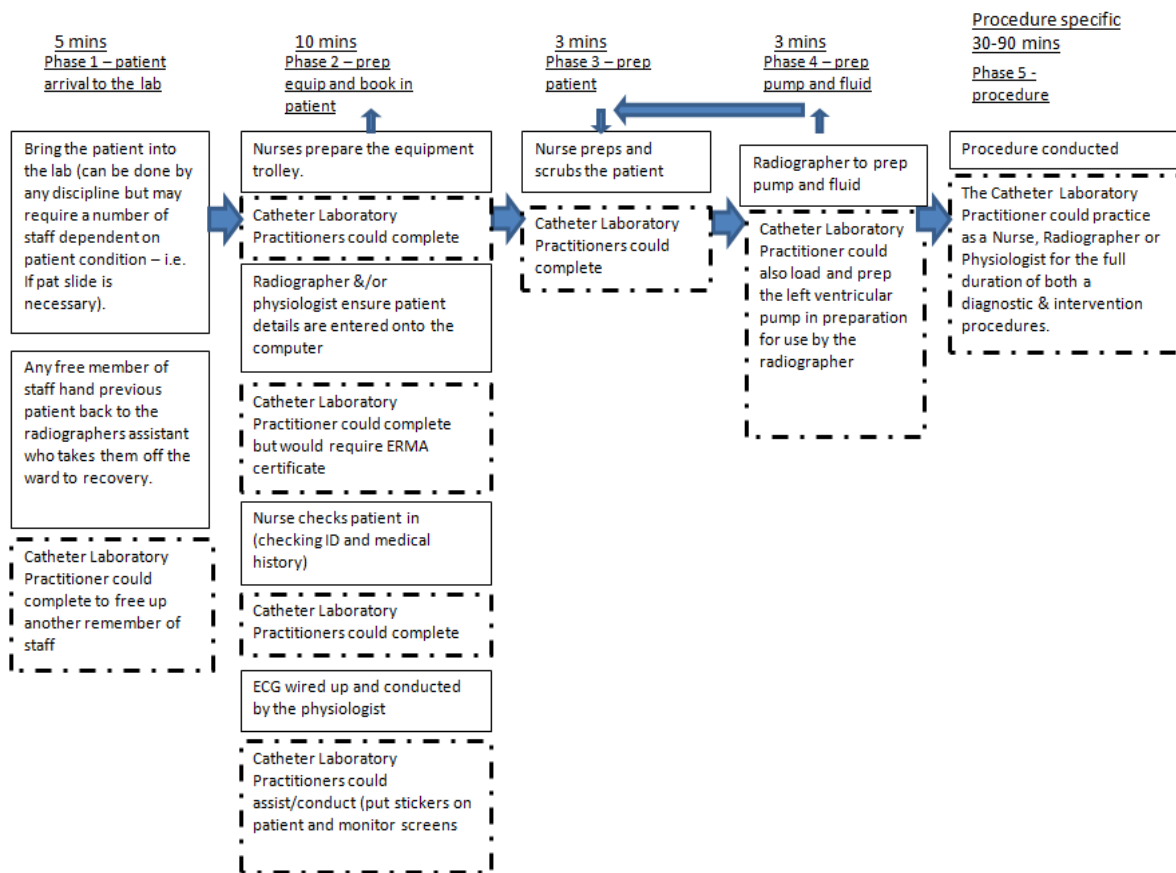 5 mins
Phase 1 – patient
arrival to the lab
Bring the patient into
the lab (can be done by
any discipline but may
require a number of
staff dependent on
patient condition – i.e.
If pat slide is
necessary).
Any free member of
staff hand previous
patient back to the
radiographers assistant
who takes them off the
ward to recovery.
Catheter Laboratory
Practitioner could
complete to free up
another remember of
staff
10 mins
Phase 2 – prep
equip and book in
patient
Nurses prepare the equipment
trolley.
Catheter Laboratory
Practitioners could complete
Radiographer &/or
physiologist ensure patient
details are entered onto the
computer
Catheter Laboratory
Practitioner could complete
but would require ERMA
certificate
Nurse checks patient in
(checking ID and medical
history)
Catheter Laboratory
Practitioners could complete
ECG wired up and conducted
by the physiologist
Catheter Laboratory
Practitioners could
assist/conduct (put stickers on
patient and monitor screens
3 mins
Phase 3 – prep
patient
Nurse preps and
scrubs the patient
Catheter Laboratory
Practitioners could
complete
3 mins
Phase 4 – prep
pump and fluid
Radiographer to prep
pump and fluid
Catheter Laboratory
Practitioner could
also load and prep
the left ventricular
pump in preparation
for use by the
radiographer
Procedure specific
30-90 mins
Phase 5 -
procedure
Procedure conducted
The Catheter Laboratory
Practitioner could practice
as a Nurse, Radiographer or
Physiologist for the full
duration of both a
diagnostic & intervention
procedures.